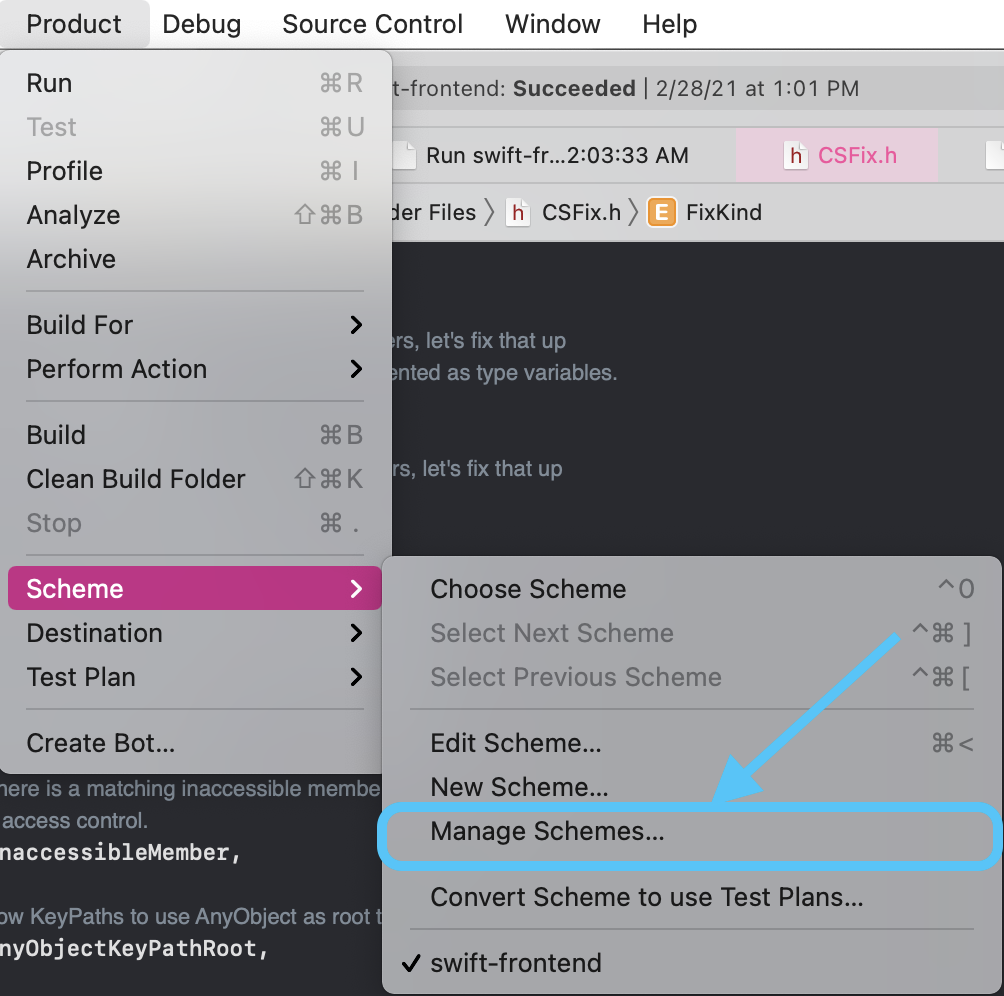 Product Debug Source Control Window Help
t-frontend: Succeeded | 2/28/21 at 1:01 PM
Run swift-fr...2:03:33 AM h CSFix.h
der Files 〉 h CSFix.h 〉 E FixKind
Run ⌘R
Test ⌘U
Profile ⌘I
Analyze ⇧⌘B
Archive
Build For
Perform Action
Build ⌘B
Clean Build Folder ⇧⌘K
Stop ⌘.
Scheme
Destination
Test Plan
Create Bot...
Choose Scheme ^0
Select Next Scheme ^⌘]
Select Previous Scheme ^⌘[
Edit Scheme... ⌘<
New Scheme...
Manage Schemes...
Convert Scheme to use Test Plans...
✓ swift-frontend
ers, let's fix that up
ented as type variables.
rs, let's fix that up
here is a matching inaccessible membe
access control.
naccessibleMember,
ow KeyPaths to use AnyObject as root t
nyObjectKeyPathRoot,